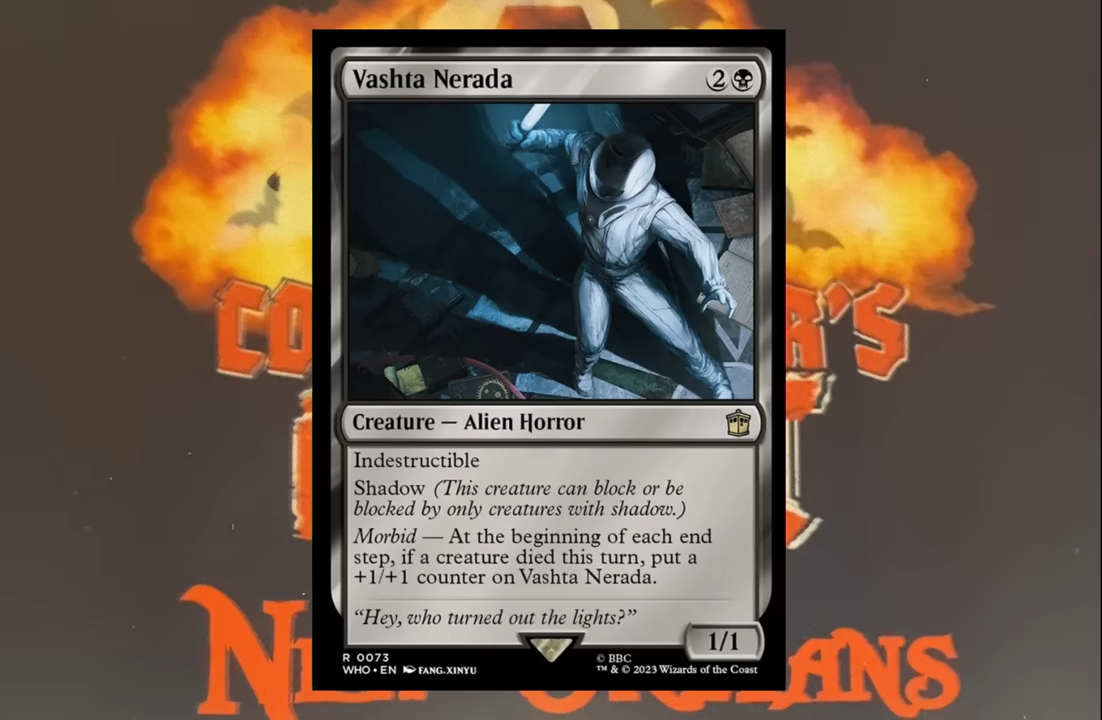 Vashta Nerada
2
Creature — Alien Horror
Indestructible
Shadow (This creature can block or be
blocked by only creatures with shadow.)
Morbid — At the beginning of each end
step, if a creature died this turn, put a
+1/+1 counter on Vashta Nerada.
“Hey, who turned out the lights?”
1/1
R 0073
WHO • EN FANG.XINYU
© BBC
™ & © 2023 Wizards of the Coast